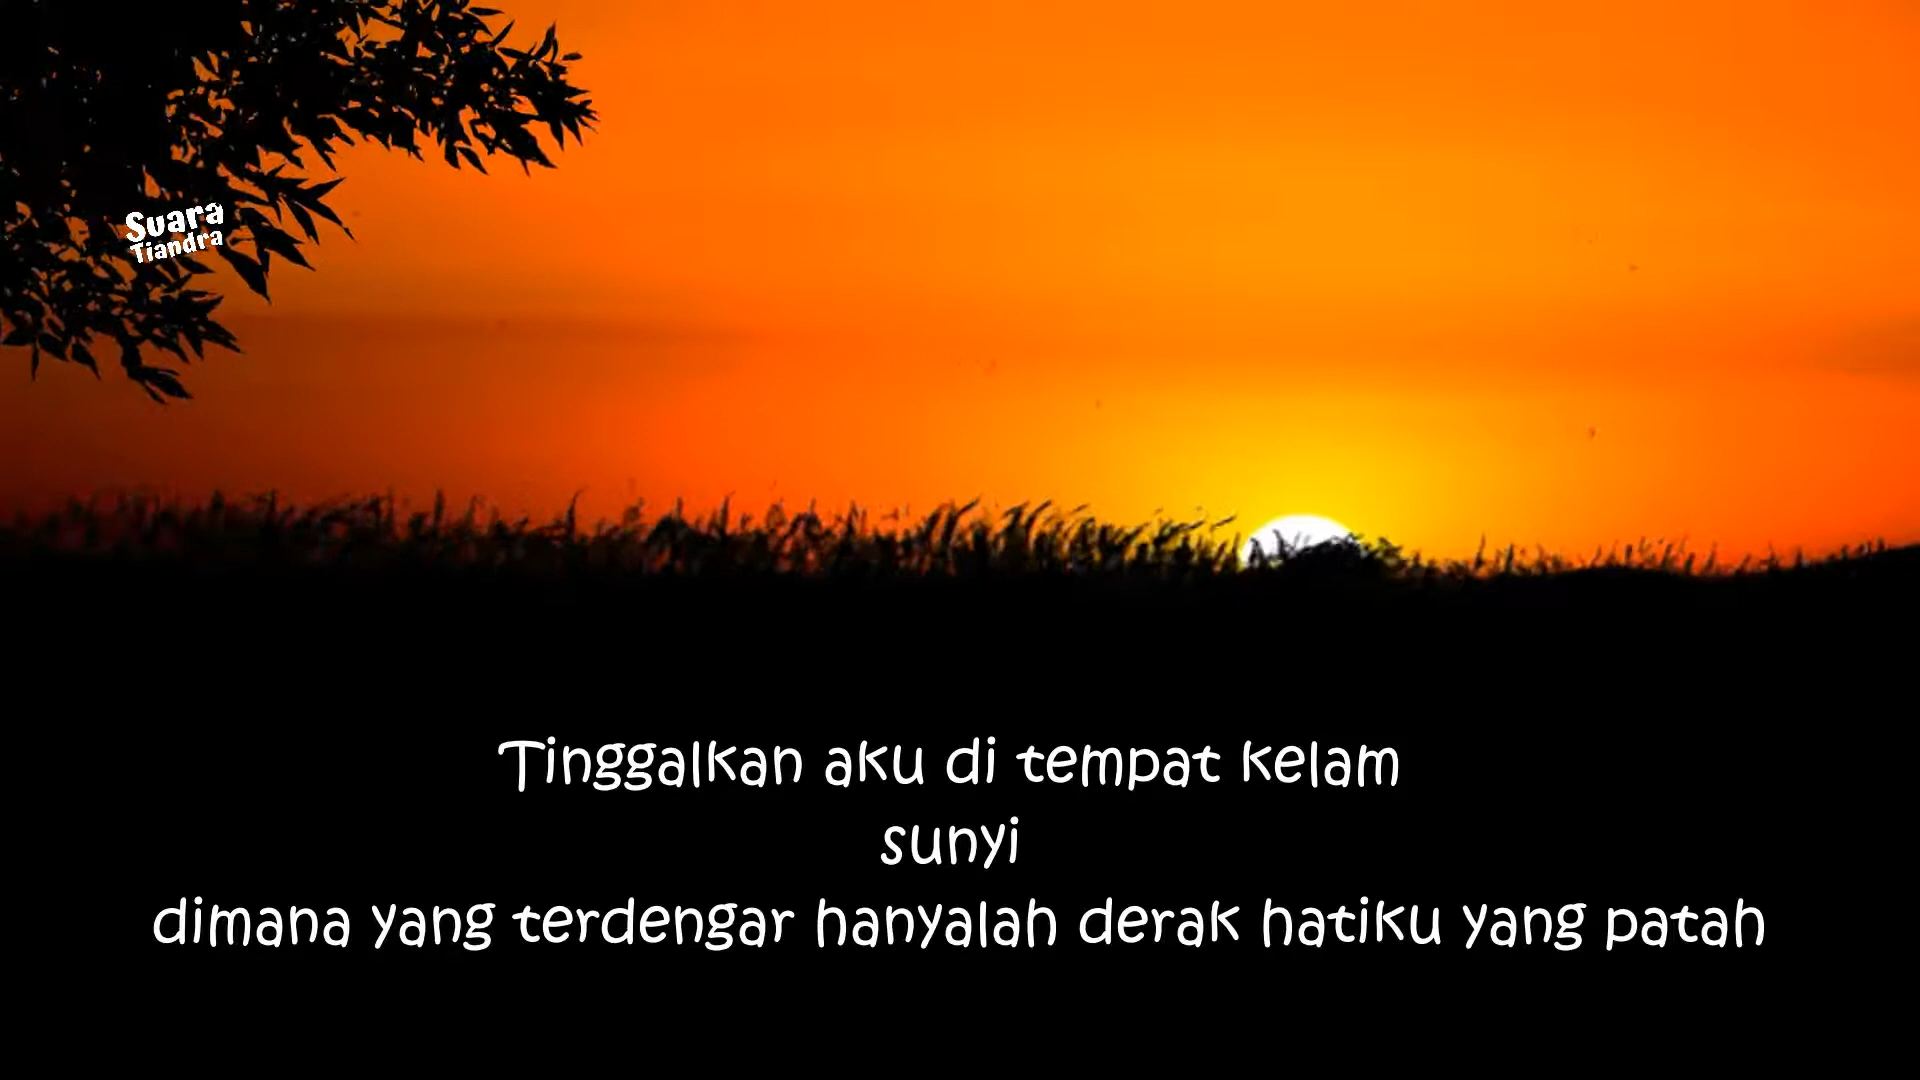 Suara
Tiandra
Tinggalkan aku di tempat kelam
sunyi
dimana yang terdengar hanyalah derak hatiku yang patah